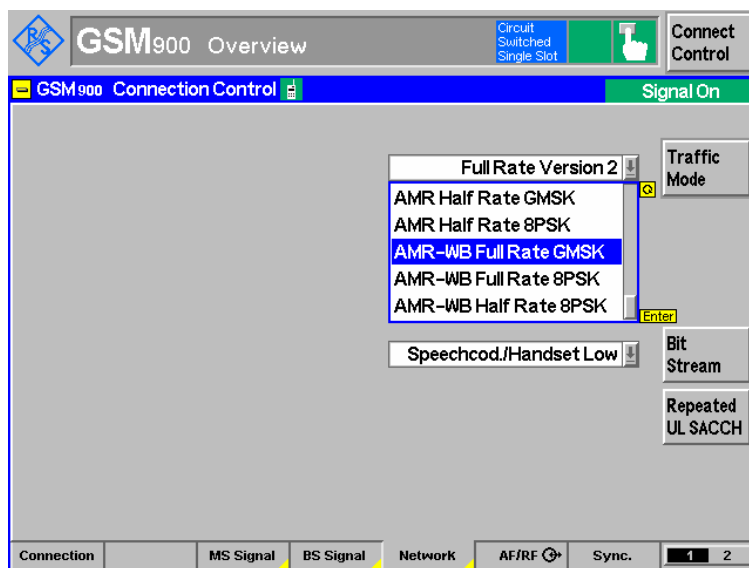 R S
GSM900 Overview
Circuit
Switched
Single Slot
Connect
Control
GSM900 Connection Control
Signal On
Full Rate Version 2
Traffic
Mode
AMR Half Rate GMSK
AMR Half Rate 8PSK
AMR-WB Full Rate GMSK
AMR-WB Full Rate 8PSK
AMR-WB Half Rate 8PSK
Enter
Speechcod./Handset Low
Bit
Stream
Repeated
UL SACCH
Connection
MS Signal
BS Signal
Network
AF/RF
Sync.
1 2